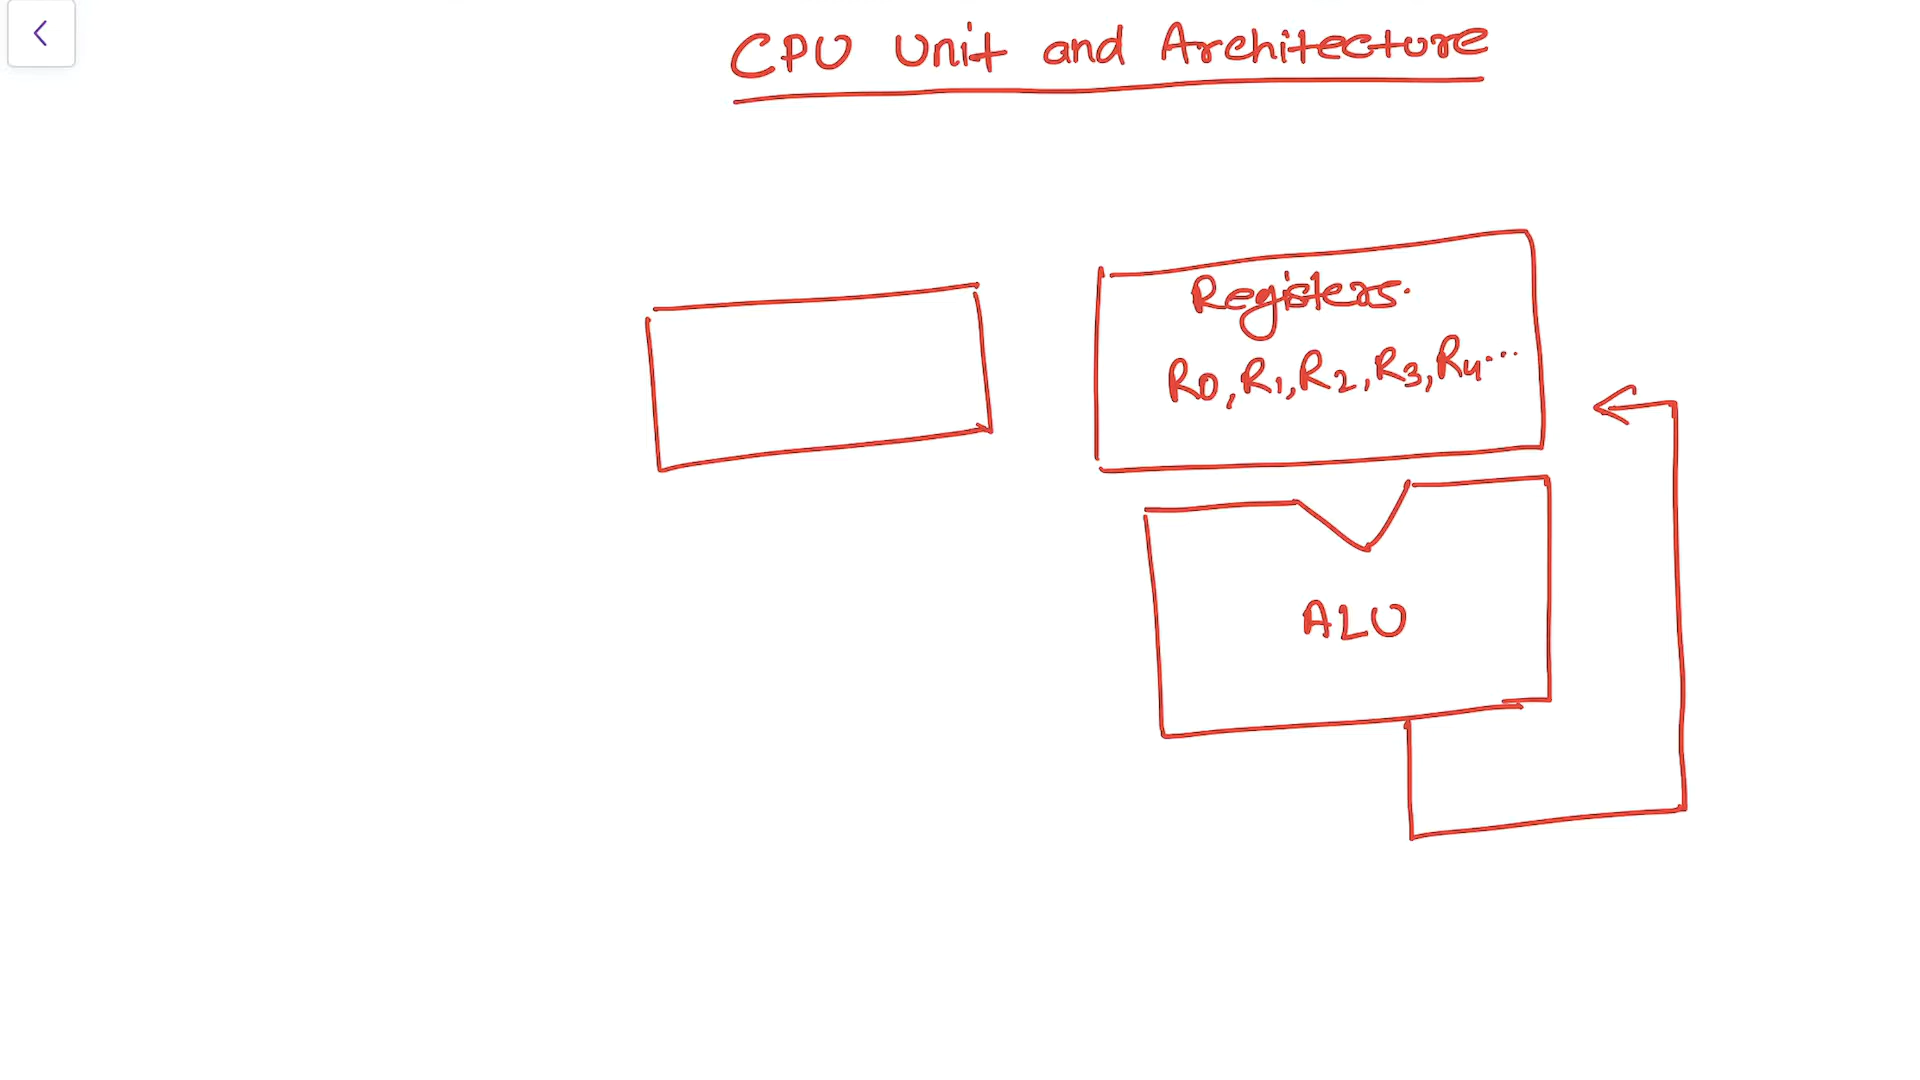 CPU Unit and Architecture
Registers.
R0, R1, R2, R3, R4...
ALU